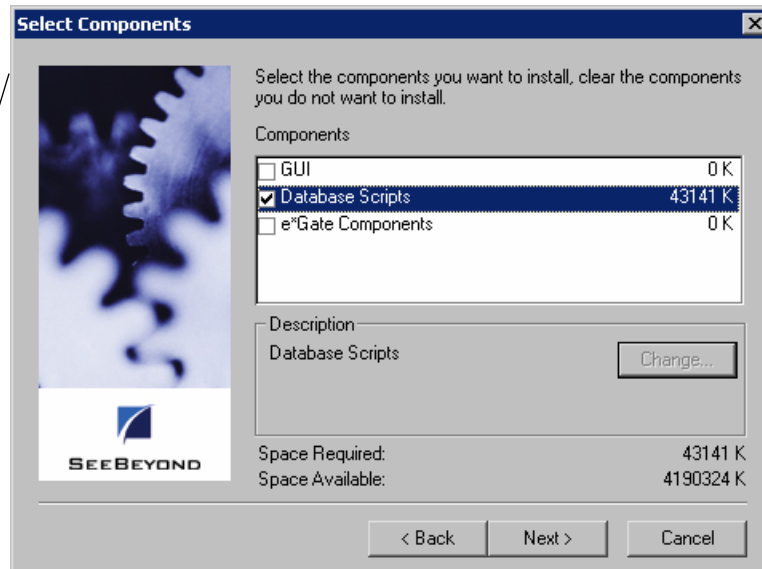 Select Components
Select the components you want to install, clear the components
you do not want to install.
Components
GUI 0 K
Database Scripts 43141 K
e*Gate Components 0 K
Description
Database Scripts
Change...
SEEBEYOND
Space Required: 43141 K
Space Available: 4190324 K
< Back Next > Cancel